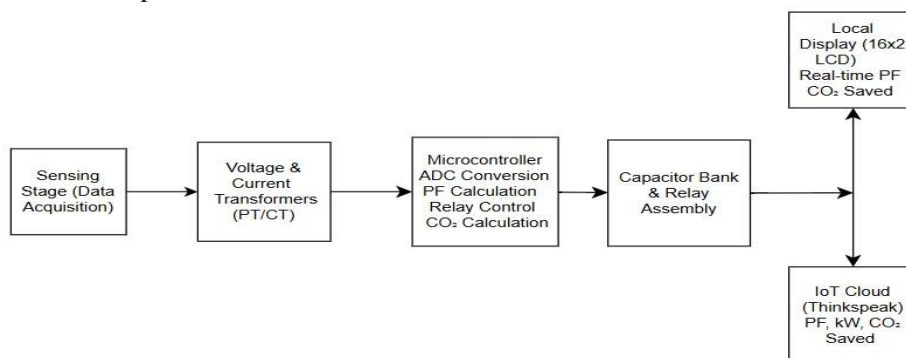 Sensing
Stage (Data
Acquisition)
Voltage &
Current
Transformers
(PT/CT)
Microcontroller
ADC Conversion
PF Calculation
Relay Control
CO₂ Calculation
Capacitor Bank
& Relay
Assembly
Local
Display (16x2
LCD)
Real-time PF
CO₂ Saved
IoT Cloud
(Thinkspeak)
PF, kW, CO₂
Saved